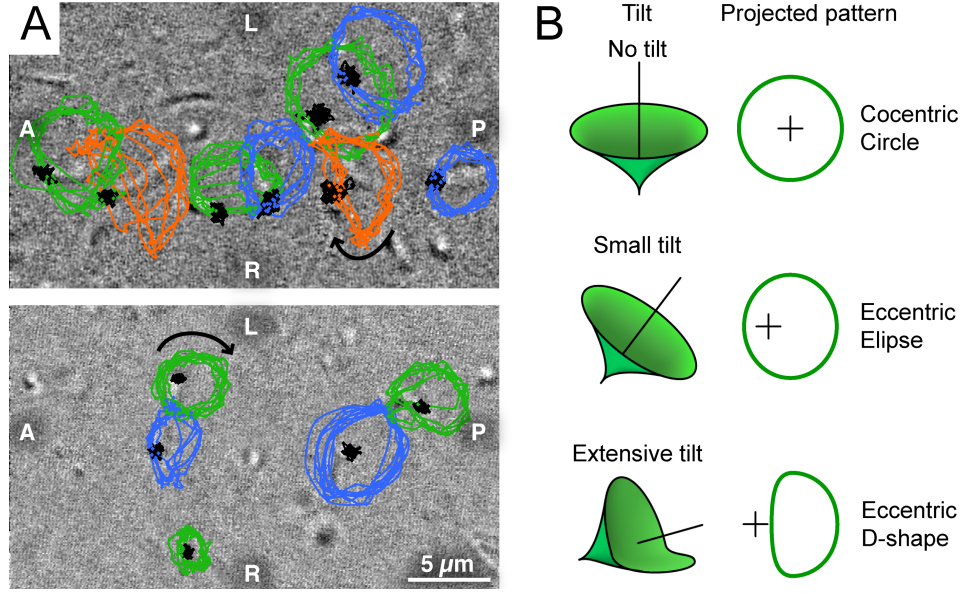 A
L
A
P
R
L
A
P
R
5 µm
B
Tilt
Projected pattern
No tilt
Cocentric
Circle
Small tilt
Eccentric
Elipse
Extensive tilt
Eccentric
D-shape